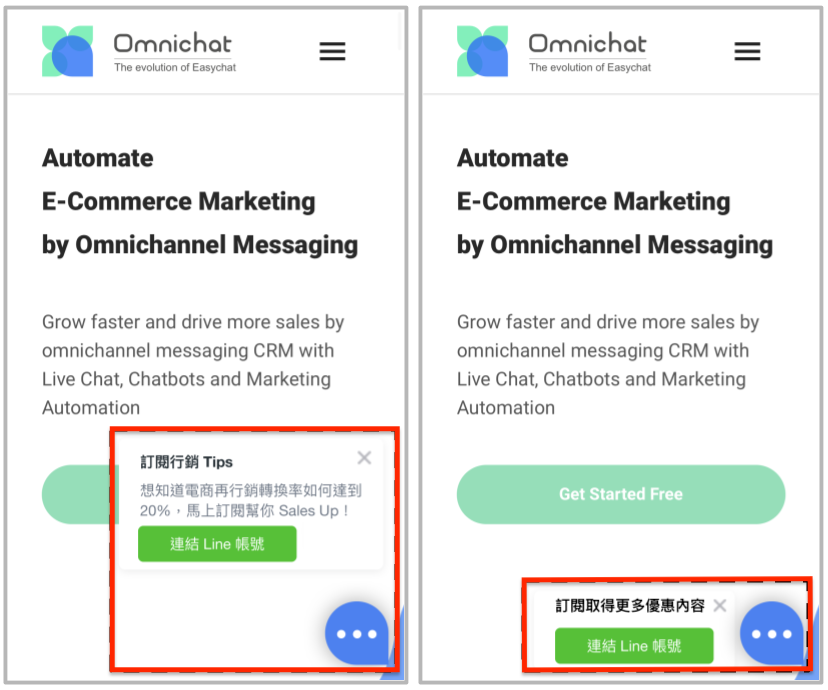 Omnichat
The evolution of Easychat
Automate
E-Commerce Marketing
by Omnichannel Messaging
Grow faster and drive more sales by
omnichannel messaging CRM with
Live Chat, Chatbots and Marketing
Automation
訂閱行銷 Tips
想知道電商再行銷轉換率如何達到
20%，馬上訂閱幫你 Sales Up！
連結 Line 帳號
Omnichat
The evolution of Easychat
Automate
E-Commerce Marketing
by Omnichannel Messaging
Grow faster and drive more sales by
omnichannel messaging CRM with
Live Chat, Chatbots and Marketing
Automation
Get Started Free
訂閱取得更多優惠內容
連結 Line 帳號